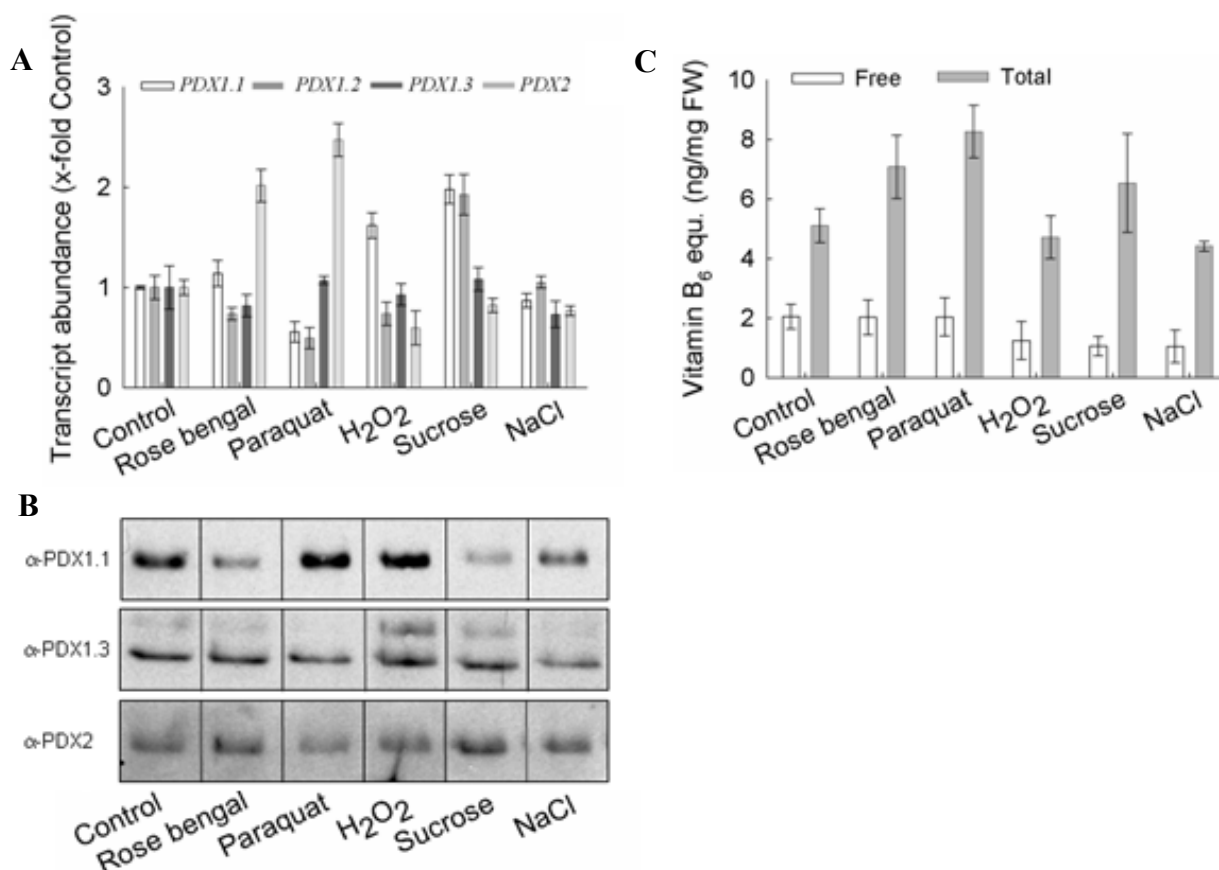 A
Transcript abundance (x-fold Control)
PDX1.1 PDX1.2 PDX1.3 PDX2
3
2
1
0
Control Rose bengal Paraquat H2O2 Sucrose NaCl
C
Vitamin B6 equ. (ng/mg FW)
Free Total
10
8
6
4
2
0
Control Rose bengal Paraquat H2O2 Sucrose NaCl
B
α-PDX1.1
α-PDX1.3
α-PDX2
Control Rose bengal Paraquat H2O2 Sucrose NaCl